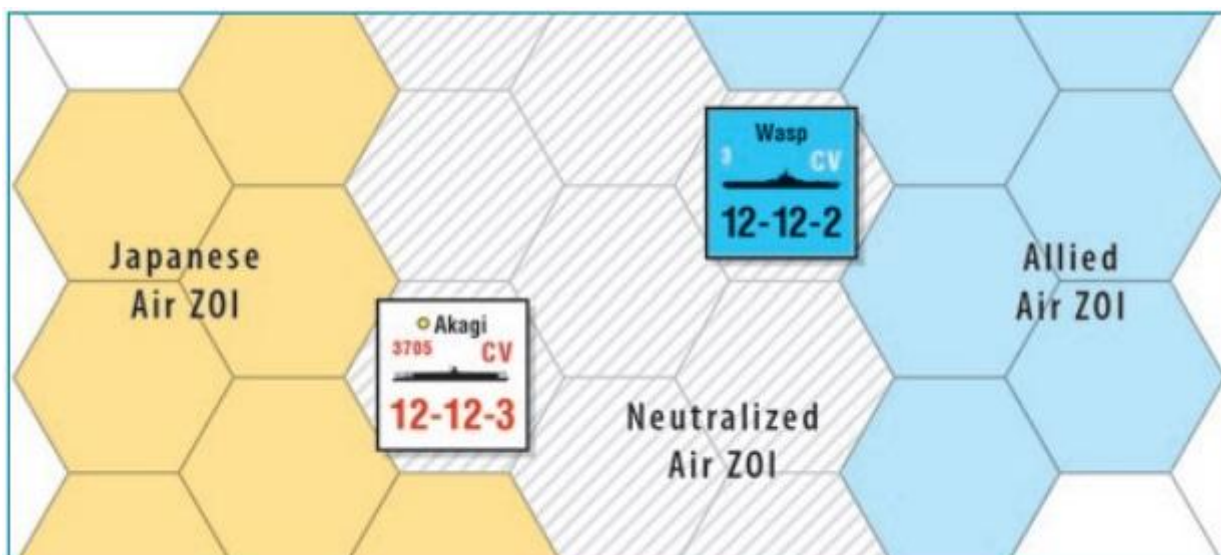 Wasp
3 CV
12-12-2
Japanese
Air ZOI
Allied
Air ZOI
Akagi
3705 CV
12-12-3
Neutralized
Air ZOI